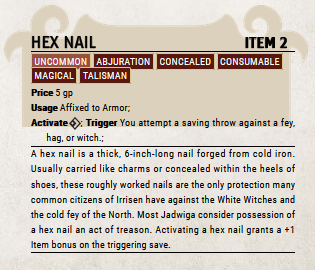 HEX NAIL ITEM 2
UNCOMMON ABJURATION CONCEALED CONSUMABLE
MAGICAL TALISMAN
Price 5 gp
Usage Affixed to Armor;
Activate ; Trigger You attempt a saving throw against a fey,
hag, or witch.;
A hex nail is a thick, 6-inch-long nail forged from cold iron.
Usually carried like charms or concealed within the heels of
shoes, these roughly worked nails are the only protection many
common citizens of Irrisen have against the White Witches and
the cold fey of the North. Most Jadwiga consider possession of
a hex nail an act of treason. Activating a hex nail grants a +1
Item bonus on the triggering save.